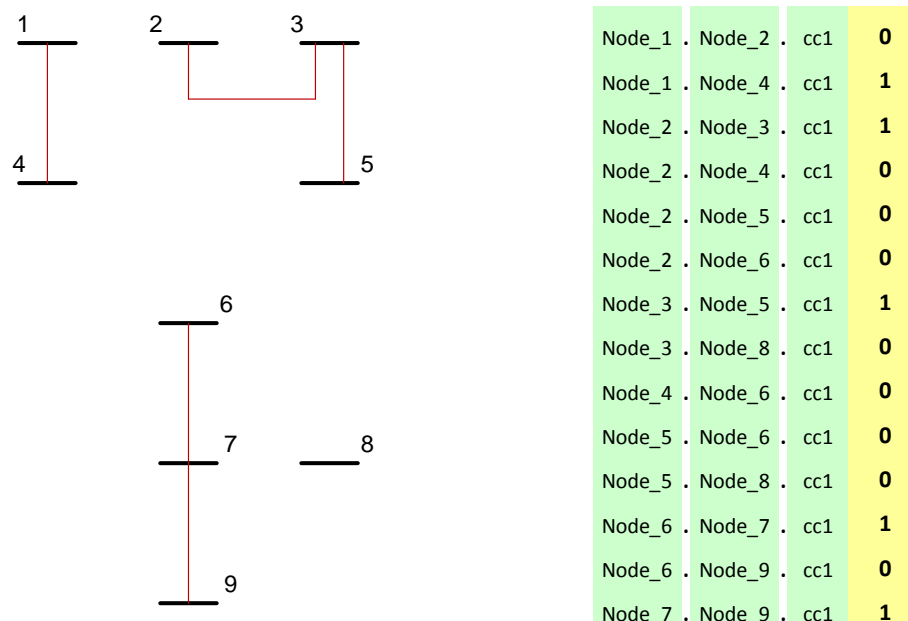 1 2 3
4 5
6
7 8
9
Node_1 . Node_2 . cc1 0
Node_1 . Node_4 . cc1 1
Node_2 . Node_3 . cc1 1
Node_2 . Node_4 . cc1 0
Node_2 . Node_5 . cc1 0
Node_2 . Node_6 . cc1 0
Node_3 . Node_5 . cc1 1
Node_3 . Node_8 . cc1 0
Node_4 . Node_6 . cc1 0
Node_5 . Node_6 . cc1 0
Node_5 . Node_8 . cc1 0
Node_6 . Node_7 . cc1 1
Node_6 . Node_9 . cc1 0
Node_7 . Node_9 . cc1 1